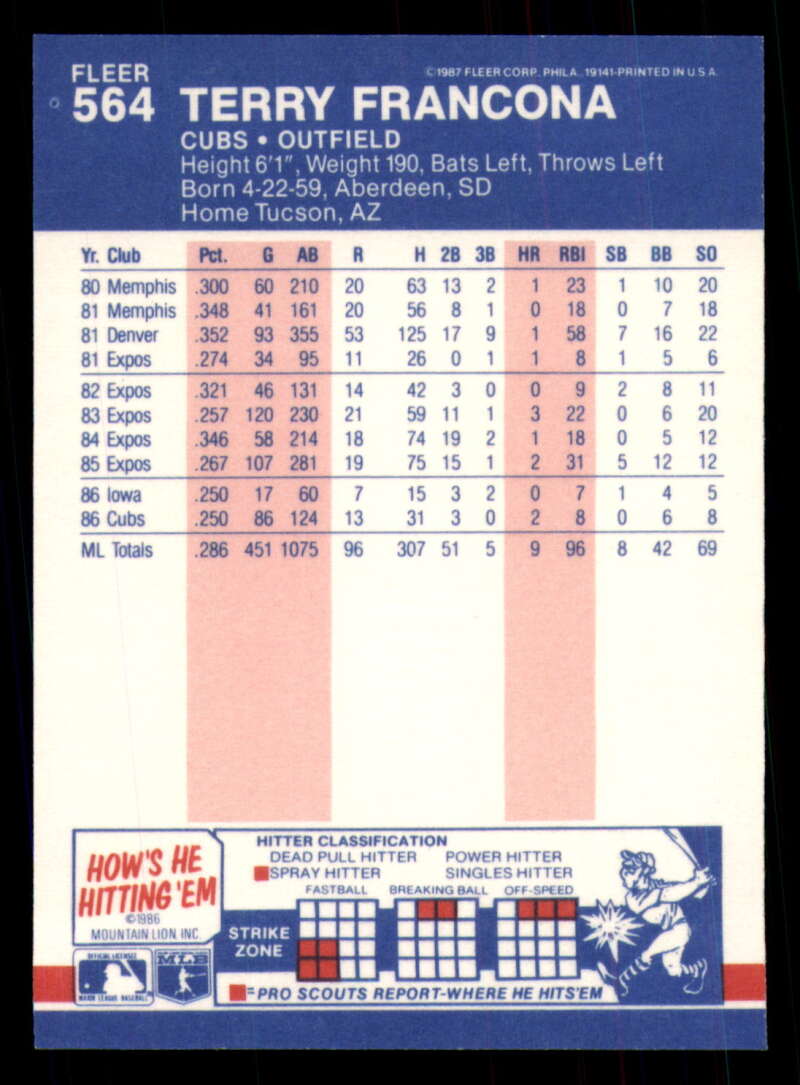 FLEER
©1987 FLEER CORP. PHILA. 19141-PRINTED IN U.S.A.
564 TERRY FRANCONA
CUBS • OUTFIELD
Height 6'1", Weight 190, Bats Left, Throws Left
Born 4-22-59, Aberdeen, SD
Home Tucson, AZ
Yr. Club Pct. G AB R H 2B 3B HR RBI SB BB SO
80 Memphis .300 60 210 20 63 13 2 1 23 1 10 20
81 Memphis .348 41 161 20 56 8 1 0 18 0 7 18
81 Denver .352 93 355 53 125 17 9 1 58 7 16 22
81 Expos .274 34 95 11 26 0 1 1 8 1 5 6
82 Expos .321 46 131 14 42 3 0 0 9 2 8 11
83 Expos .257 120 230 21 59 11 1 3 22 0 6 20
84 Expos .346 58 214 18 74 19 2 1 18 0 5 12
85 Expos .267 107 281 19 75 15 1 2 31 5 12 12
86 Iowa .250 17 60 7 15 3 2 0 7 1 4 5
86 Cubs .250 86 124 13 31 3 0 2 8 0 6 8
ML Totals .286 451 1075 96 307 51 5 9 96 8 42 69
HOW'S HE
HITTING 'EM
©1986
MOUNTAIN LION, INC.
HITTER CLASSIFICATION
DEAD PULL HITTER POWER HITTER
SPRAY HITTER SINGLES HITTER
FASTBALL BREAKING BALL OFF-SPEED
STRIKE
ZONE
=PRO SCOUTS REPORT-WHERE HE HITS'EM
OFFICIAL LICENSEE
MAJOR LEAGUE BASEBALL
MLB